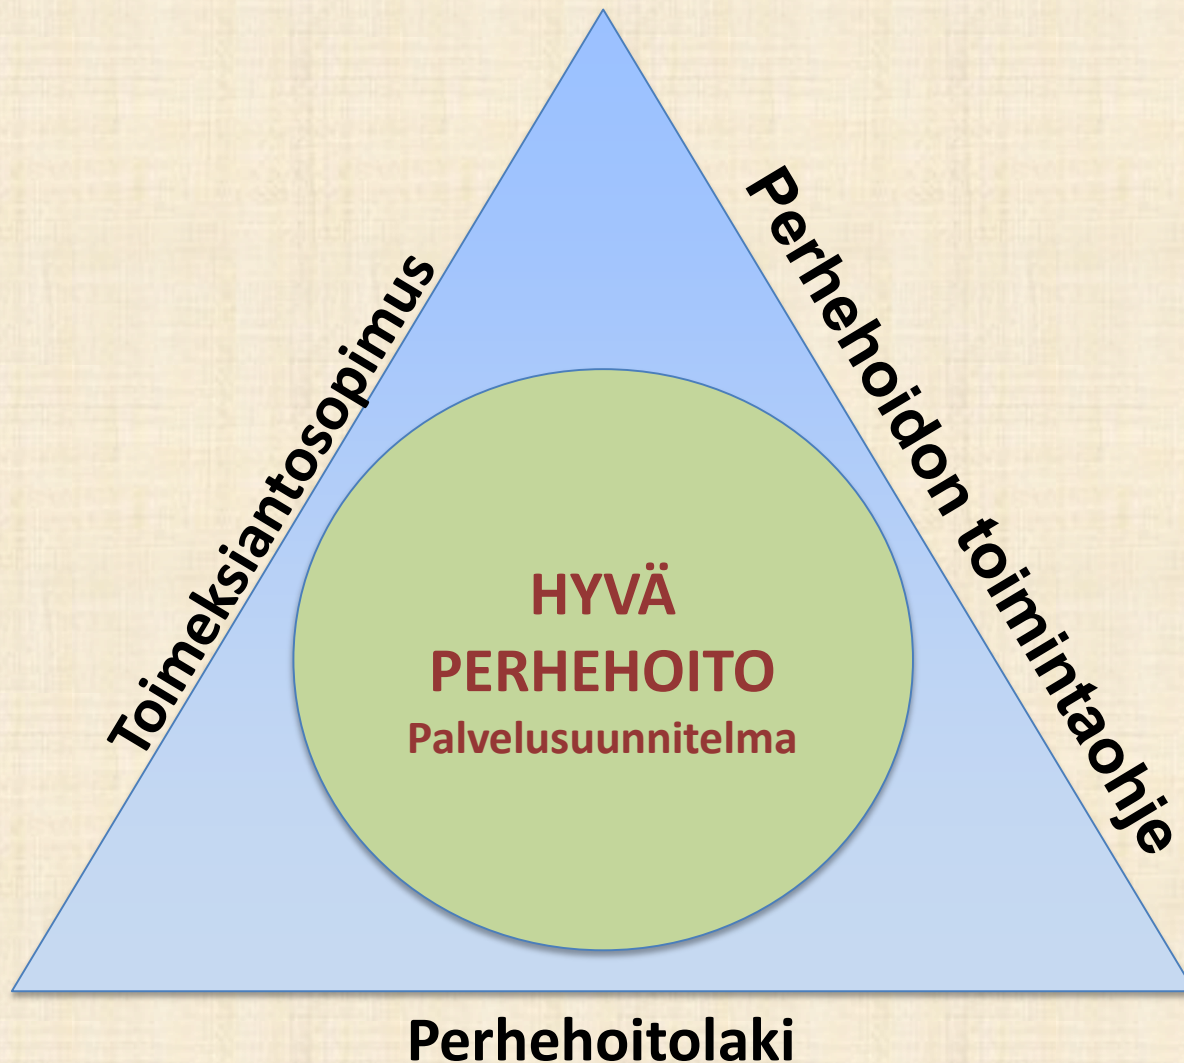 Toimeksiantosopimus
Perhehoidon toimintaohje
HYVÄ
PERHEHOITO
Palvelusuunnitelma
Perhehoitolaki